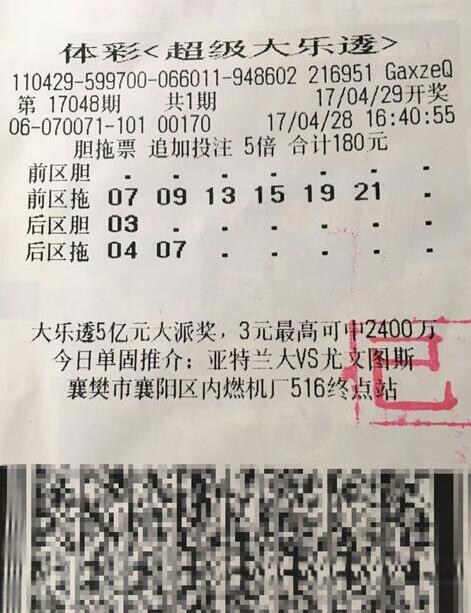 体彩<超级大乐透>
110429-599700-066011-948602 216951 GaxzeQ
第 17048期 共1期 17/04/29开奖
06-070071-101 00170 17/04/28 16:40:55
胆拖票 追加投注 5倍 合计180元
前区胆 - - - - - - -
前区拖 07 09 13 15 19 21 -
后区胆 03 - - - - - -
后区拖 04 07 - - - - -
大乐透5亿元大派奖，3元最高可中2400万
今日单固推介：亚特兰大VS尤文图斯
襄樊市襄阳区内燃机厂516终点站
已